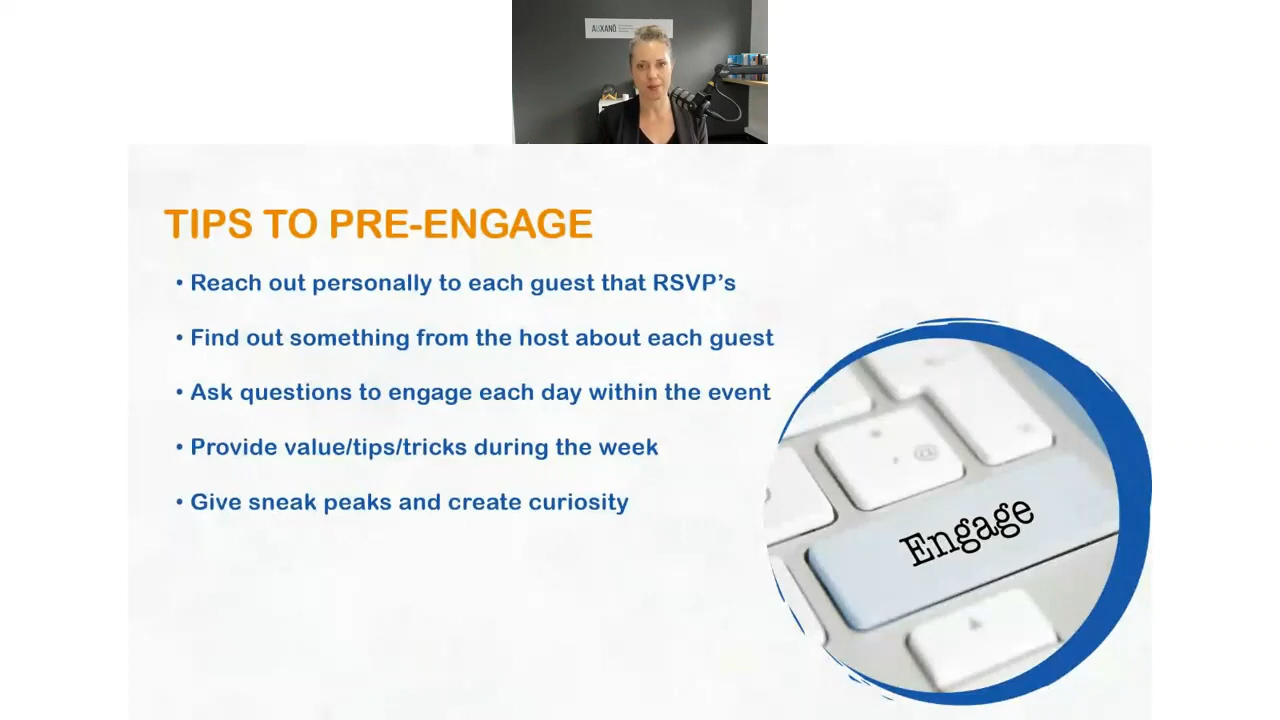 AUXANO
TIPS TO PRE-ENGAGE
• Reach out personally to each guest that RSVP’s
• Find out something from the host about each guest
• Ask questions to engage each day within the event
• Provide value/tips/tricks during the week
• Give sneak peaks and create curiosity
@
Engage